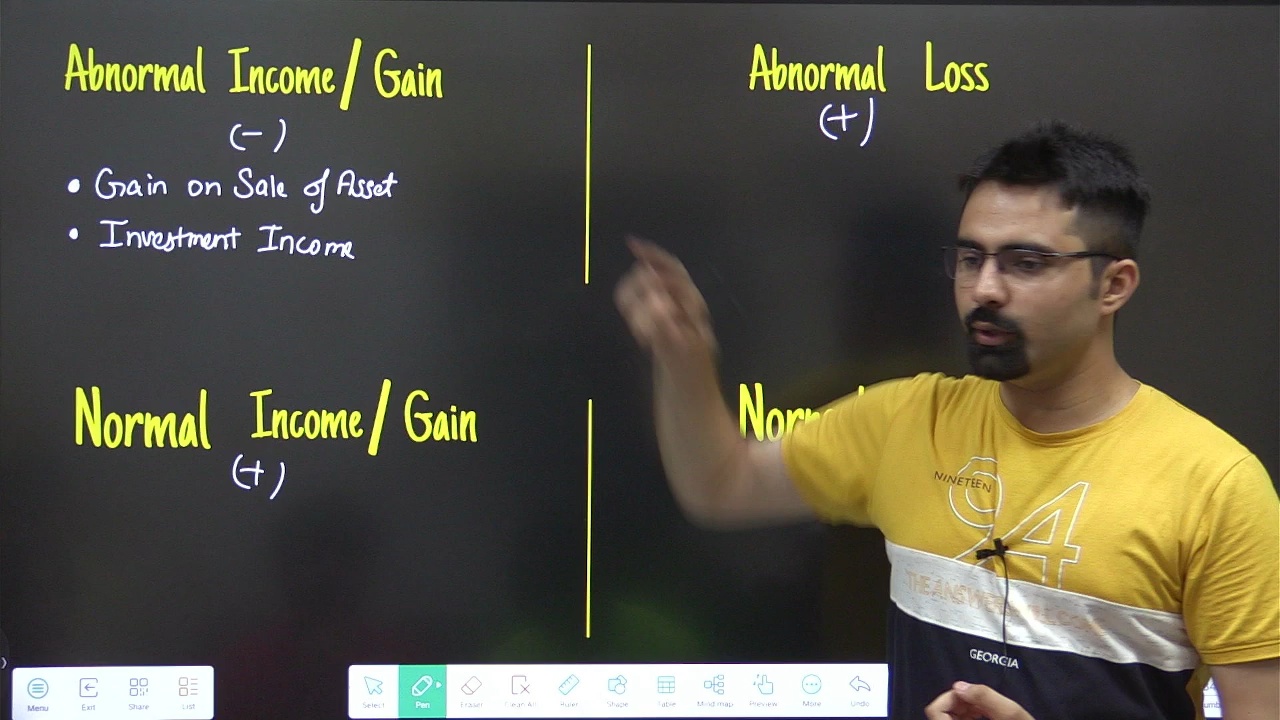 Abnormal Income/Gain
(-)
• Gain on Sale of Asset
• Investment Income
Abnormal Loss
(+)
Normal Income/Gain
(+)
NINETEEN
94
GEORGIA
Menu
Exit
Share
List
Select
Pen
Eraser
Clean All
Ruler
Shape
Table
Mind map
Preview
More
Undo